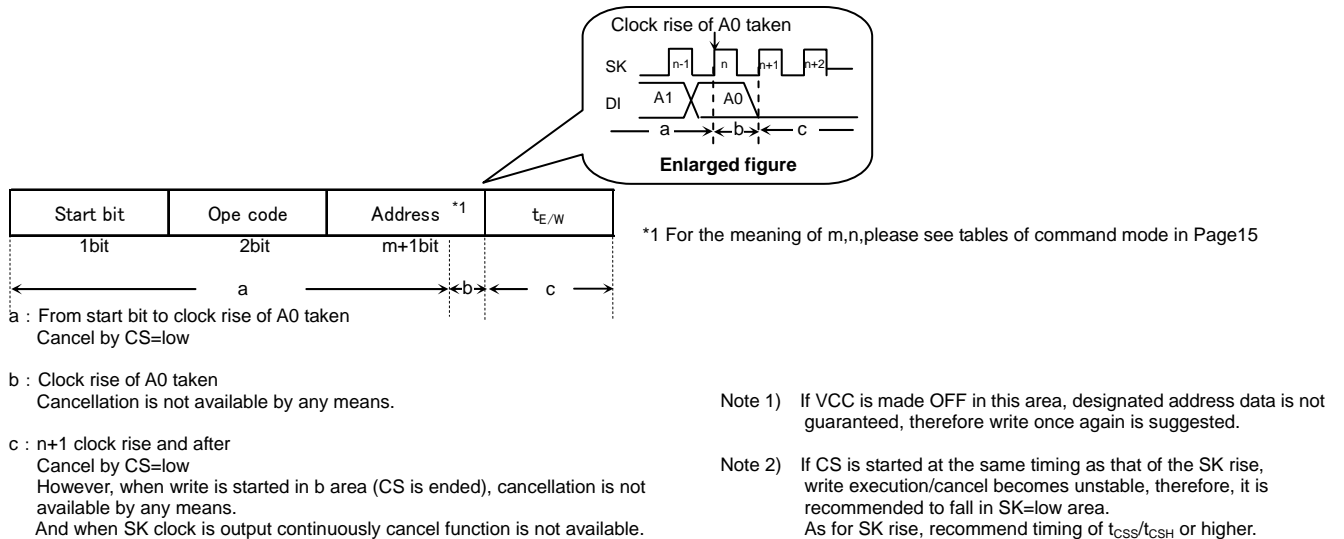 Clock rise of A0 taken
SK n-1 n n+1 n+2
DI A1 A0
a b c
Enlarged figure
Start bit Ope code Address *1 tE/W
1bit 2bit m+1bit
*1 For the meaning of m,n,please see tables of command mode in Page15
a b c
a : From start bit to clock rise of A0 taken
Cancel by CS=low
b : Clock rise of A0 taken
Cancellation is not available by any means.
c : n+1 clock rise and after
Cancel by CS=low
However, when write is started in b area (CS is ended), cancellation is not
available by any means.
And when SK clock is output continuously cancel function is not available.
Note 1) If VCC is made OFF in this area, designated address data is not
guaranteed, therefore write once again is suggested.
Note 2) If CS is started at the same timing as that of the SK rise,
write execution/cancel becomes unstable, therefore, it is
recommended to fall in SK=low area.
As for SK rise, recommend timing of tCSS/tCSH or higher.